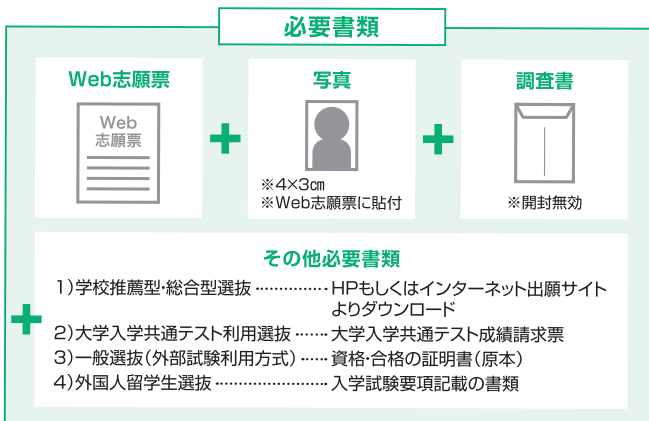 必要書類
Web志願票
Web
志願票
写真
※4×3㎝
※Web志願票に貼付
調査書
※開封無効
その他必要書類
1）学校推薦型・総合型選抜 ················ HPもしくはインターネット出願サイト
よりダウンロード
2）大学入学共通テスト利用選抜 ······· 大学入学共通テスト成績請求票
3）一般選抜（外部試験利用方式） ······ 資格・合格の証明書（原本）
4）外国人留学生選抜 ························· 入学試験要項記載の書類